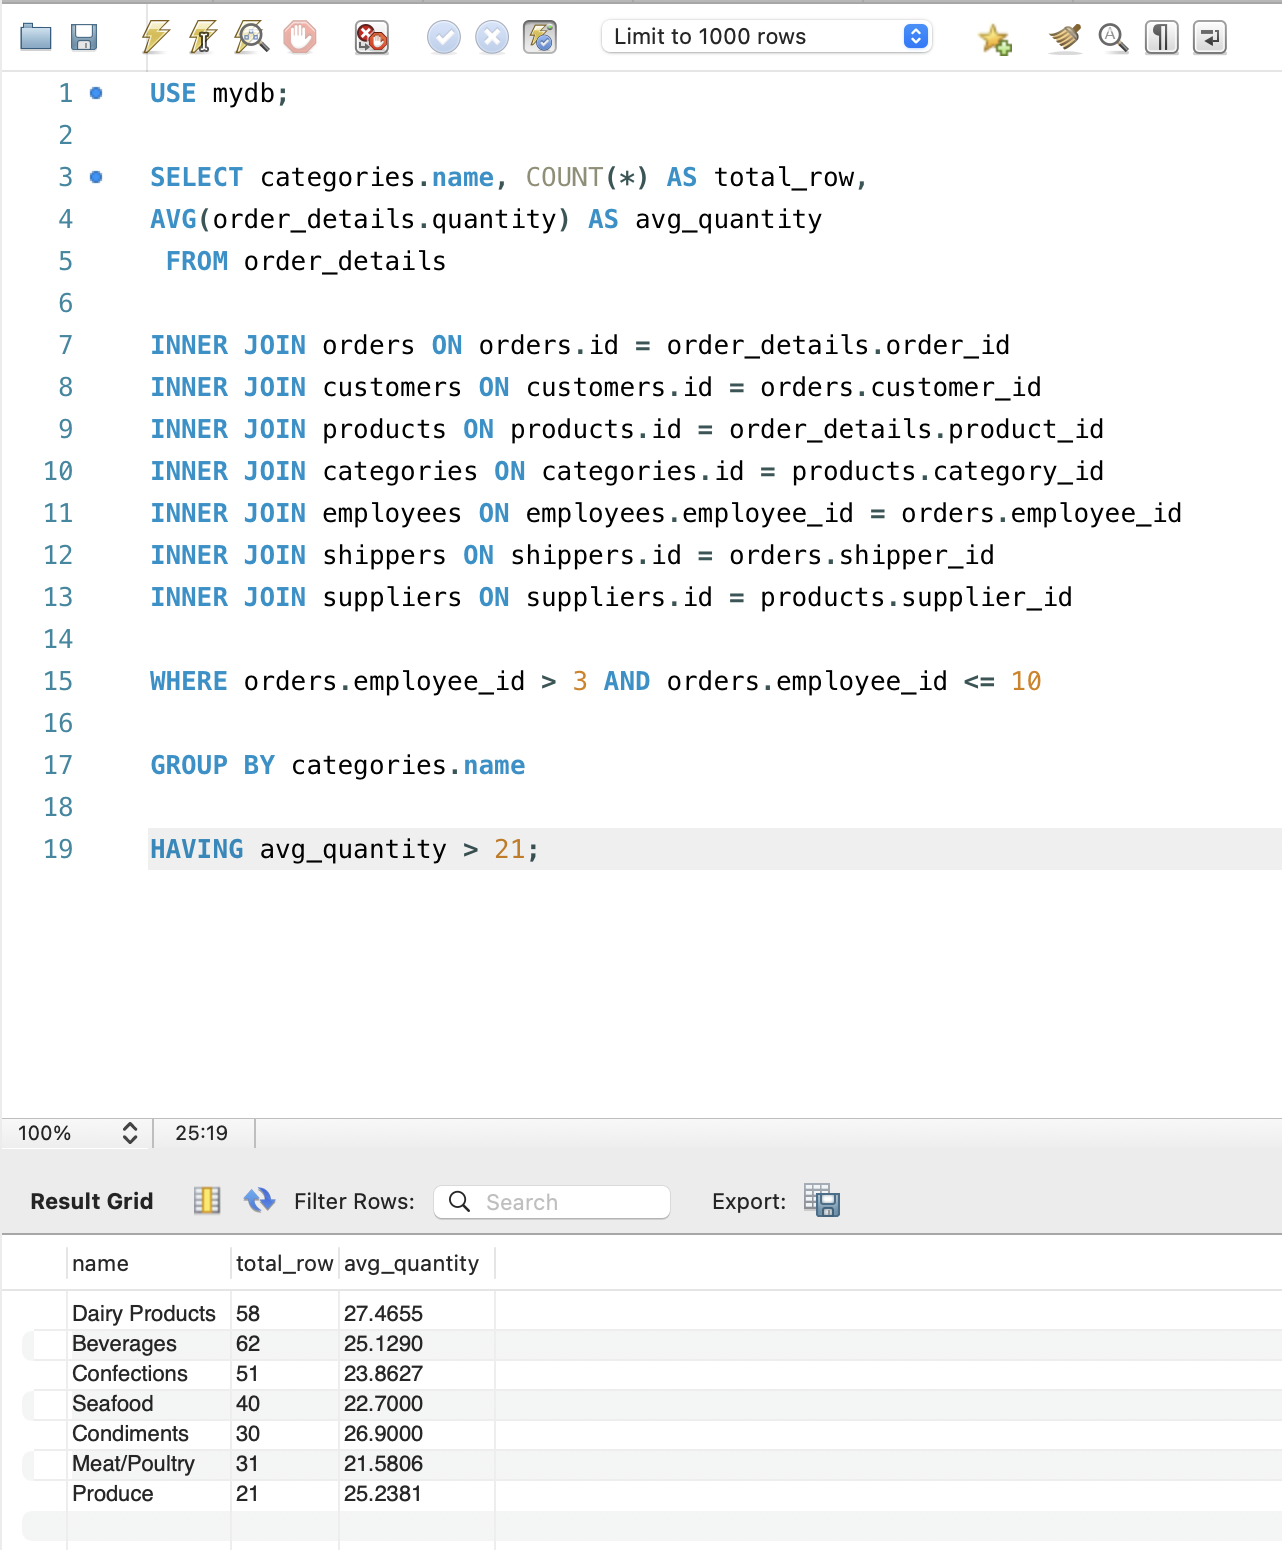 Limit to 1000 rows
1 USE mydb;
2
3 SELECT categories.name, COUNT(*) AS total_row,
4 AVG(order_details.quantity) AS avg_quantity
5 FROM order_details
6
7 INNER JOIN orders ON orders.id = order_details.order_id
8 INNER JOIN customers ON customers.id = orders.customer_id
9 INNER JOIN products ON products.id = order_details.product_id
10 INNER JOIN categories ON categories.id = products.category_id
11 INNER JOIN employees ON employees.employee_id = orders.employee_id
12 INNER JOIN shippers ON shippers.id = orders.shipper_id
13 INNER JOIN suppliers ON suppliers.id = products.supplier_id
14
15 WHERE orders.employee_id > 3 AND orders.employee_id <= 10
16
17 GROUP BY categories.name
18
19 HAVING avg_quantity > 21;
100% 25:19
Result Grid Filter Rows: Search Export:
name total_row avg_quantity
Dairy Products 58 27.4655
Beverages 62 25.1290
Confections 51 23.8627
Seafood 40 22.7000
Condiments 30 26.9000
Meat/Poultry 31 21.5806
Produce 21 25.2381